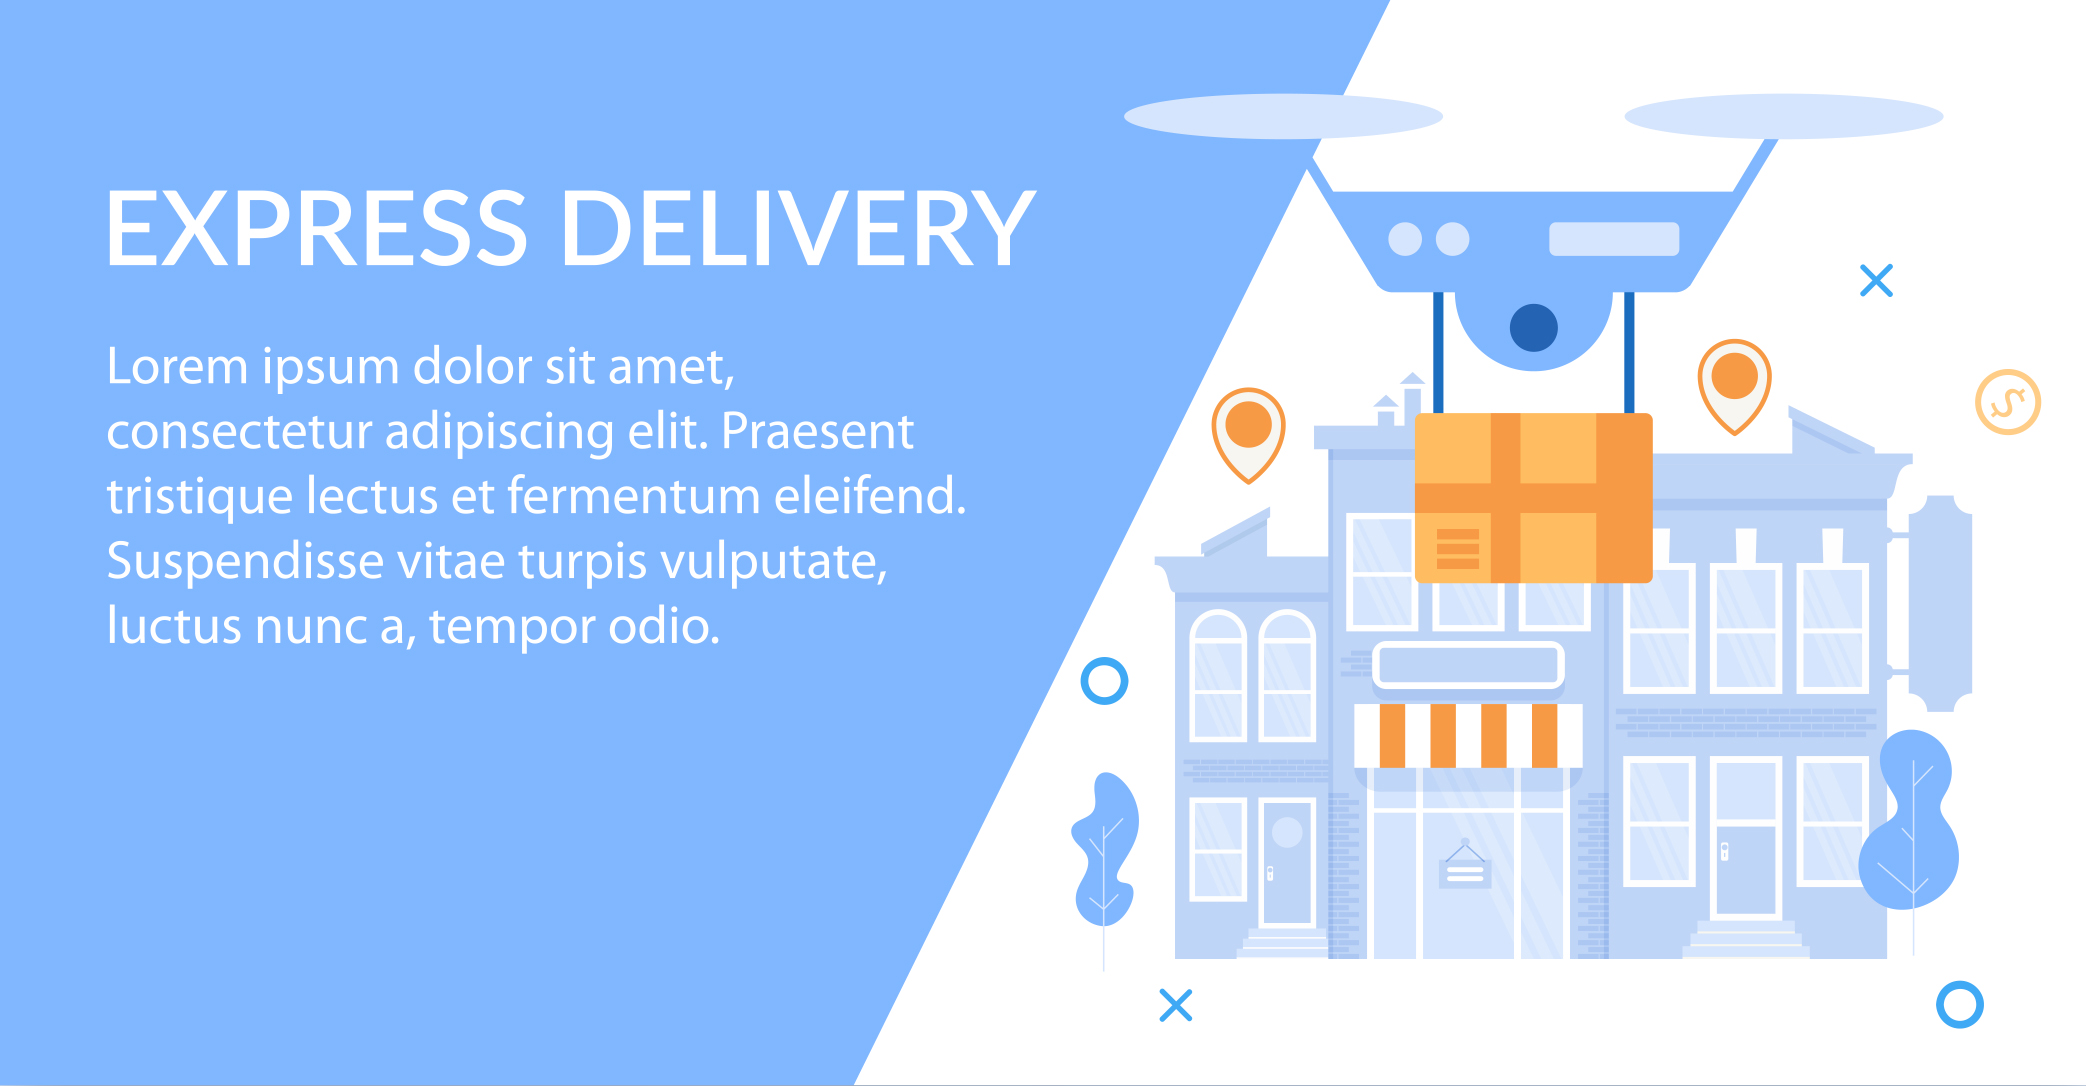 EXPRESS DELIVERY
Lorem ipsum dolor sit amet,
consectetur adipiscing elit. Praesent
tristique lectus et fermentum eleifend.
Suspendisse vitae turpis vulputate,
luctus nunc a, tempor odio.
$